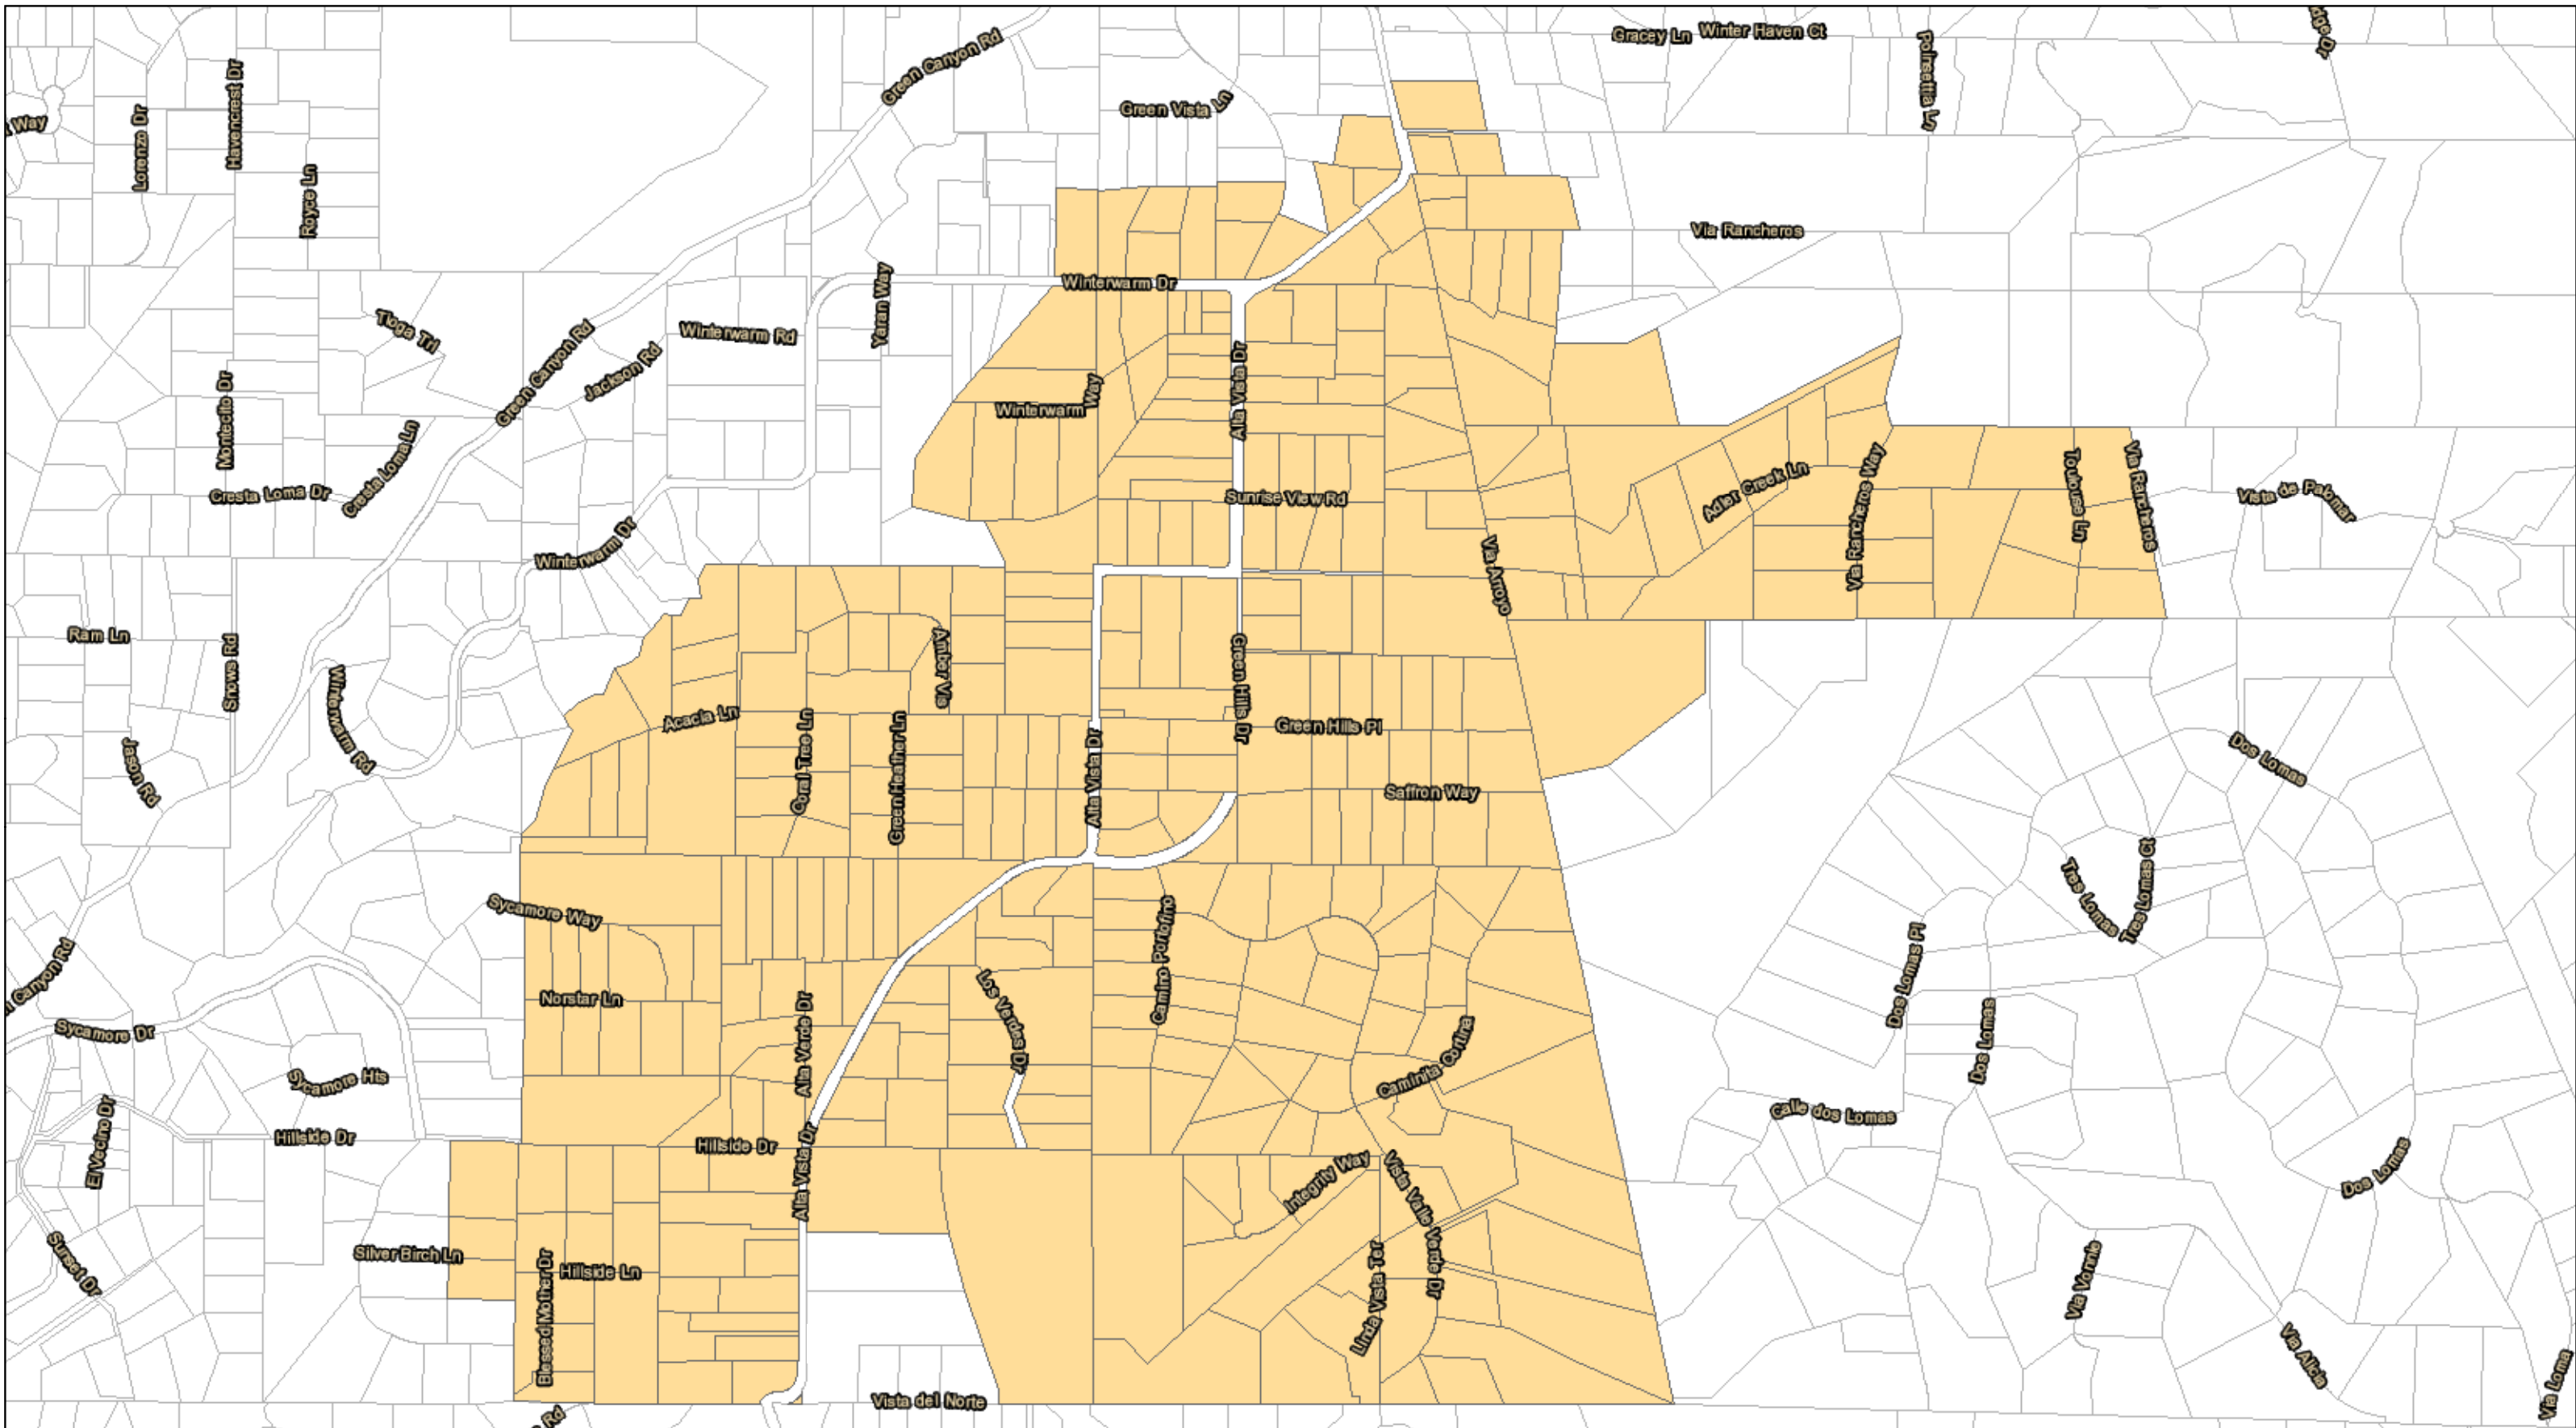 Gracey Ln
Winter Haven Ct
Poinsettia Ln
Green Canyon Rd
Green Vista Ln
Way
Lorenzo Dr
Havencrest Dr
Royce Ln
Via Rancheros
Winterwarm Dr
Yaran Way
Tioga Trl
Green Canyon Rd
Jackson Rd
Winterwarm Rd
Winterwarm Way
Alta Vista Dr
Montecito Dr
Cresta Loma Ln
Cresta Loma Dr
Sunrise View Rd
Adler Creek Ln
Via Rancheros Way
Toulouse Ln
Via Rancheros
Vista de Palomar
Winterwarm Dr
Via Arroyo
Ram Ln
Snows Rd
Winterwarm Rd
Amber Vis
Green Hills Dr
Acacia Ln
Coral Tree Ln
Green Heather Ln
Alta Vista Dr
Green Hills Pl
Saffron Way
Jason Rd
Dos Lomas
Tres Lomas
Tres Lomas Ct
Sycamore Way
Camino Portofino
Dos Lomas Pl
Canyon Rd
Norstar Ln
Los Verdes Dr
Alta Verde Dr
Sycamore Dr
Dos Lomas
Caminita Cortina
Sycamore Hts
Calle dos Lomas
El Vecino Dr
Hillside Dr
Hillside Dr
Alta Vista Dr
Integrity Way
Vista Valle Verde Dr
Dos Lomas
Sunset Dr
Silver Birch Ln
Blessed Mother Dr
Hillside Ln
Linda Vista Ter
Via Vonnie
Via Alicia
Via Loma
Vista del Norte
Rd